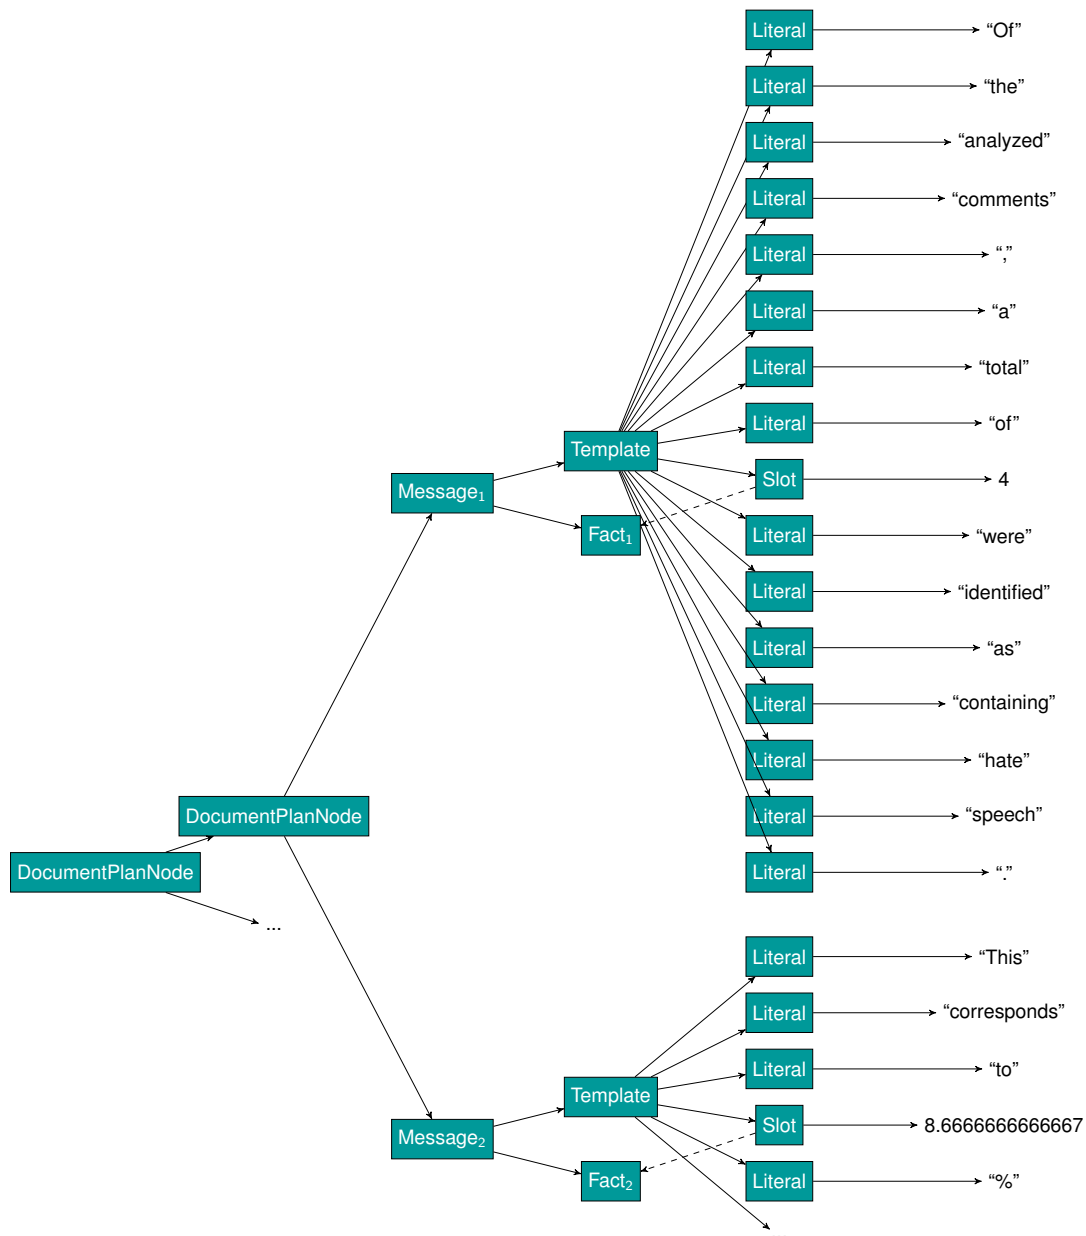 Literal “Of”
Literal “the”
Literal “analyzed”
Literal “comments”
Literal “,”
Literal “a”
Literal “total”
Literal “of”
Template
Slot 4
Message₁
Fact₁
Literal “were”
Literal “identified”
Literal “as”
Literal “containing”
Literal “hate”
DocumentPlanNode
Literal “speech”
DocumentPlanNode
Literal “.”
...
Literal “This”
Literal “corresponds”
Literal “to”
Template
Slot 8.6666666666667
Message₂
Fact₂
Literal “%”